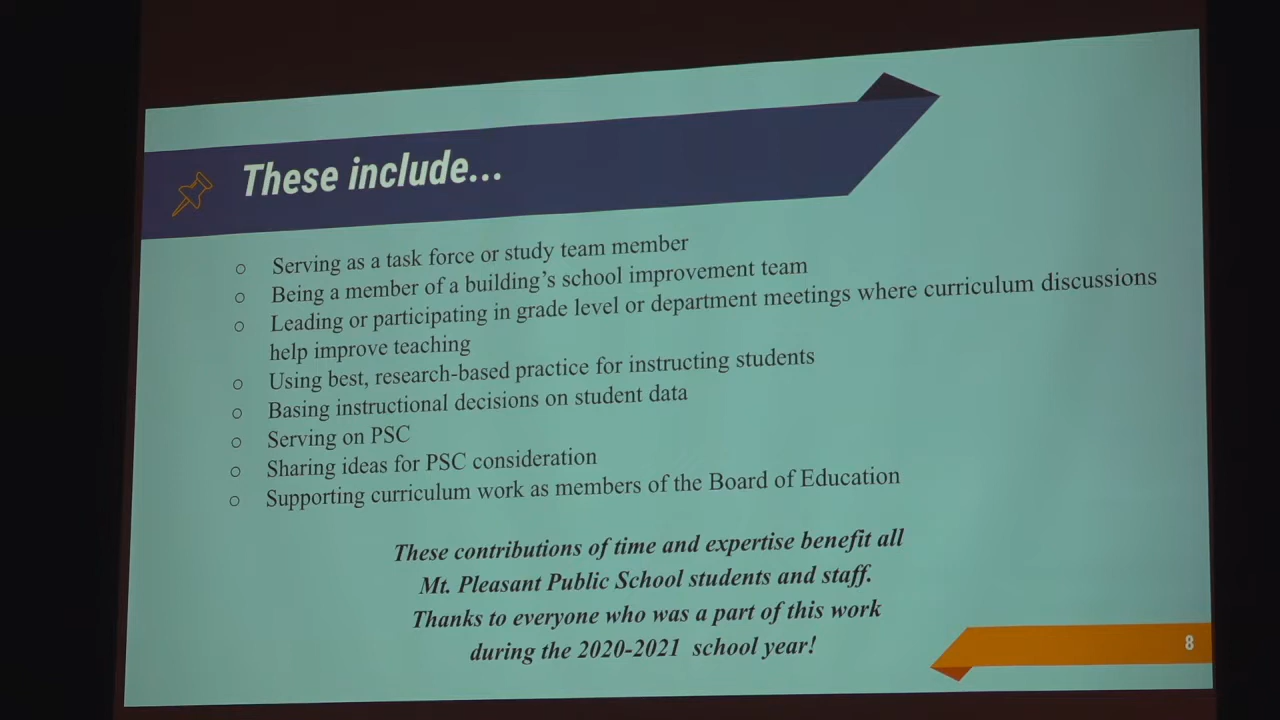 These include...
○ Serving as a task force or study team member
○ Being a member of a building's school improvement team
○ Leading or participating in grade level or department meetings where curriculum discussions
help improve teaching
○ Using best, research-based practice for instructing students
○ Basing instructional decisions on student data
○ Serving on PSC
○ Sharing ideas for PSC consideration
○ Supporting curriculum work as members of the Board of Education
These contributions of time and expertise benefit all
Mt. Pleasant Public School students and staff.
Thanks to everyone who was a part of this work
during the 2020-2021 school year!
8